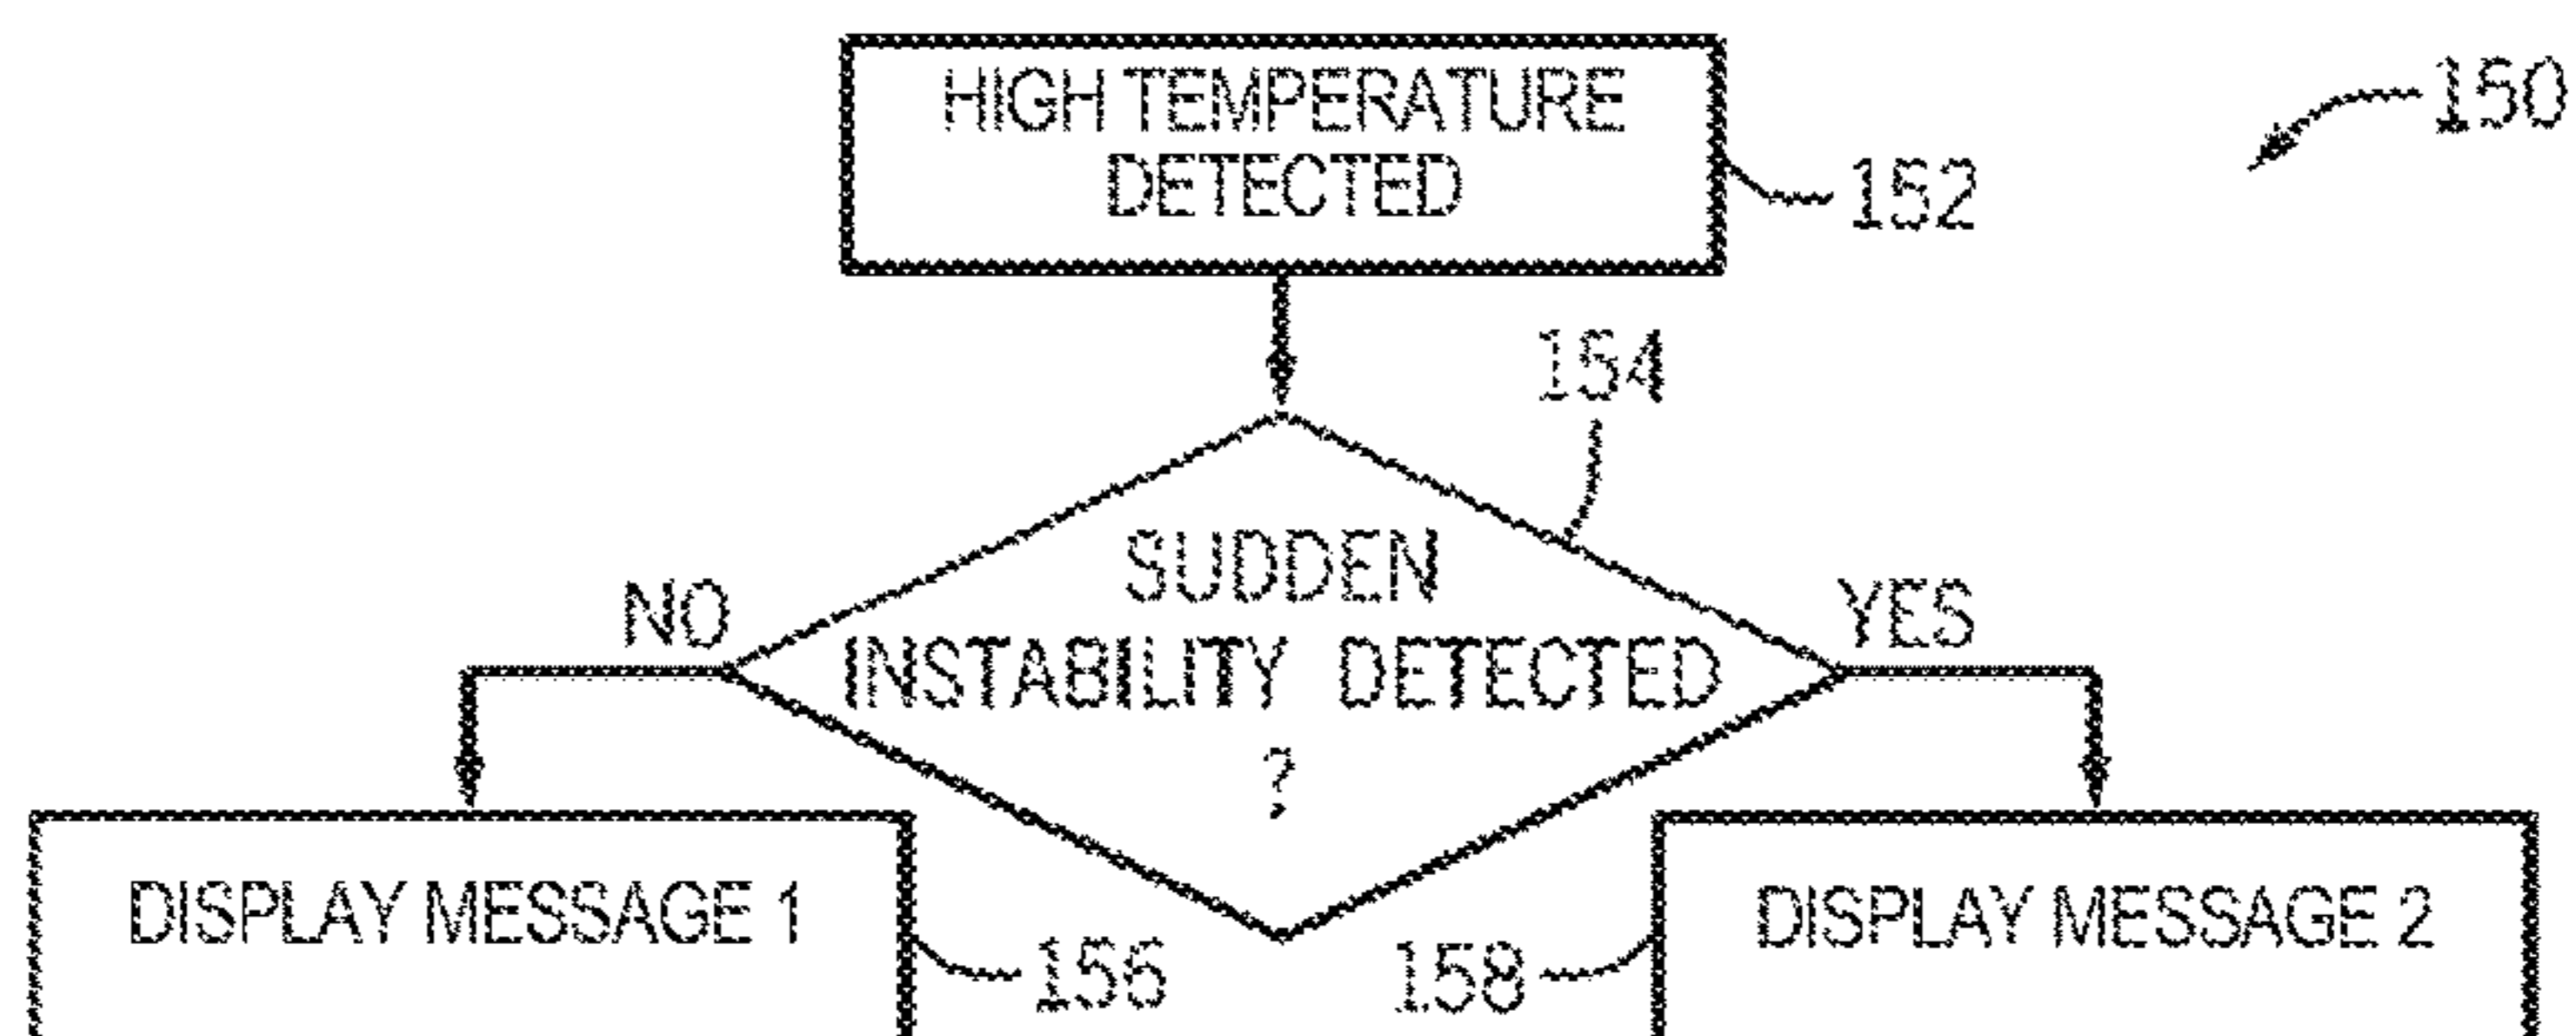 HIGH TEMPERATURE
DETECTED
150
152
154
SUDDEN
INSTABILITY DETECTED
?
NO
YES
DISPLAY MESSAGE 1
156
158
DISPLAY MESSAGE 2